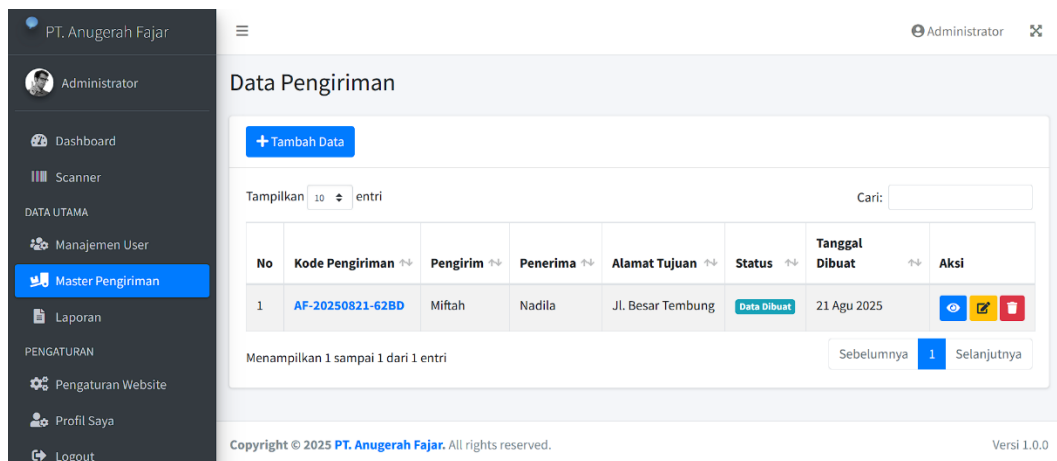 PT. Anugerah Fajar
Administrator
Dashboard
Scanner
DATA UTAMA
Manajemen User
Master Pengiriman
Laporan
PENGATURAN
Pengaturan Website
Profil Saya
Logout
Administrator
Data Pengiriman
Tambah Data
Tampilkan 10 entri
Cari:
No Kode Pengiriman Pengirim Penerima Alamat Tujuan Status Tanggal Dibuat Aksi
1 AF-20250821-62BD Miftah Nadila Jl. Besar Tembung Data Dibuat 21 Agu 2025
Menampilkan 1 sampai 1 dari 1 entri
Sebelumnya 1 Selanjutnya
Copyright © 2025 PT. Anugerah Fajar. All rights reserved.
Versi 1.0.0